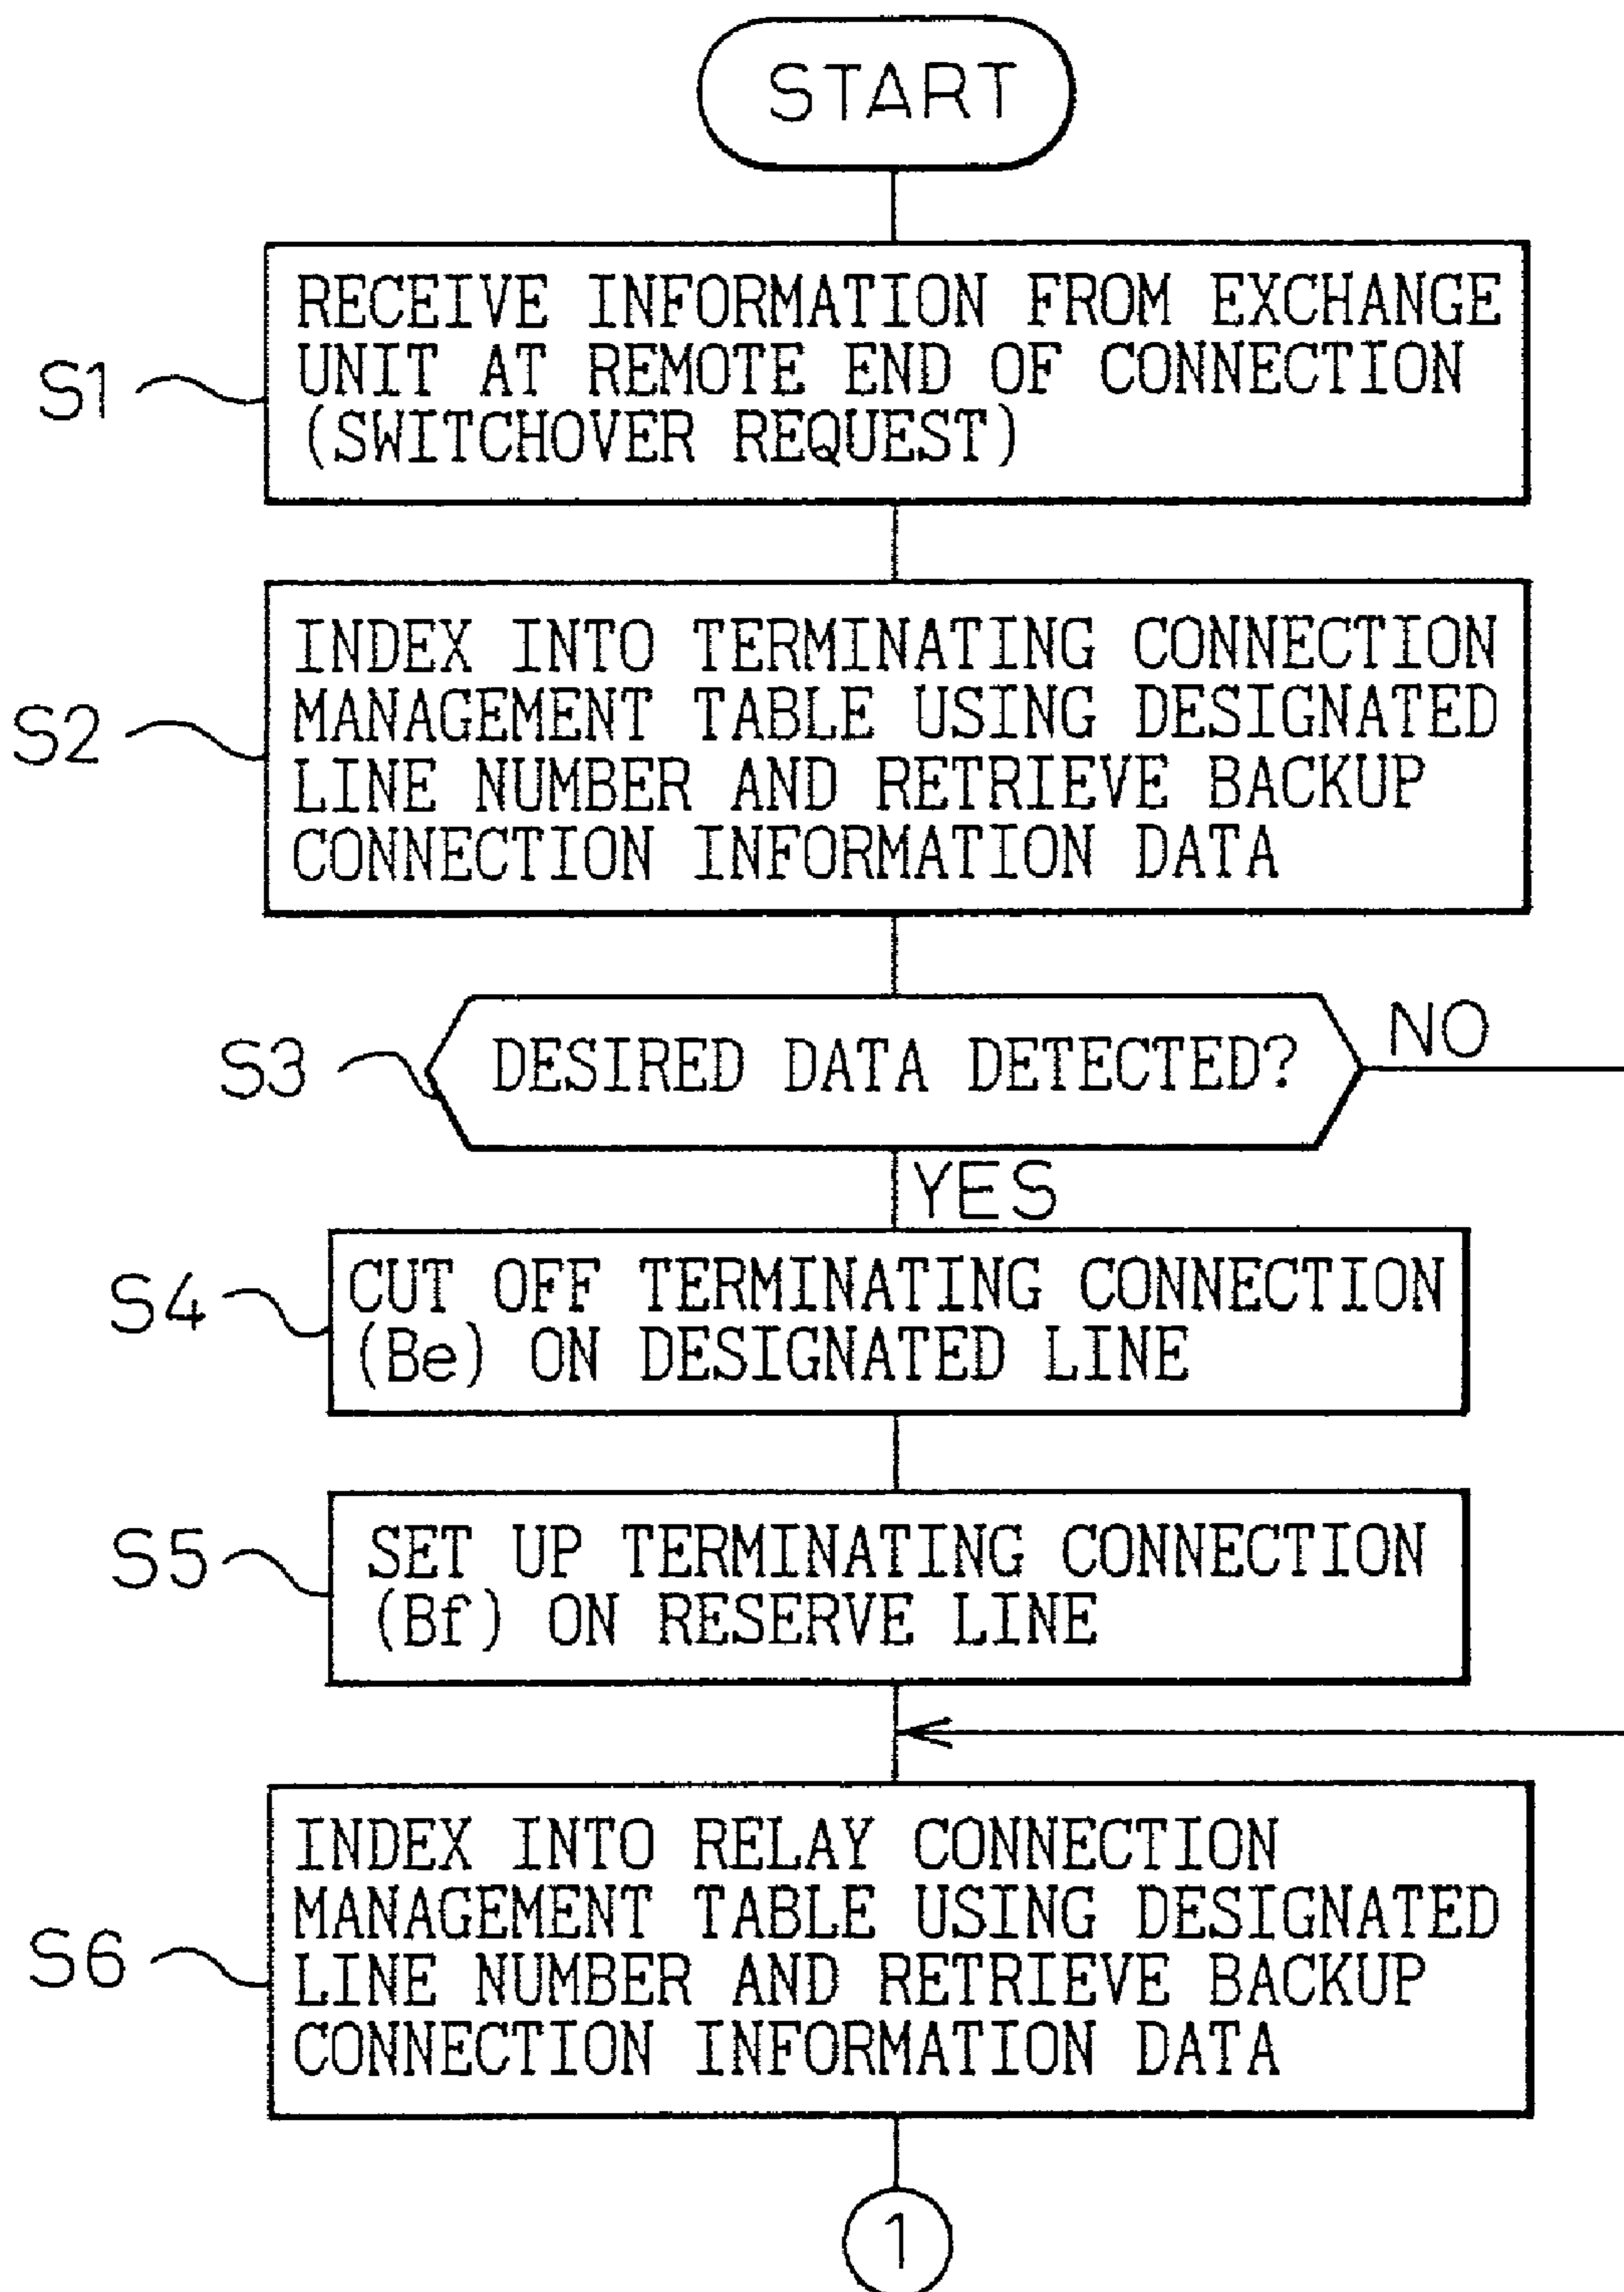 START
RECEIVE INFORMATION FROM EXCHANGE
UNIT AT REMOTE END OF CONNECTION
(SWITCHOVER REQUEST)
S1
INDEX INTO TERMINATING CONNECTION
MANAGEMENT TABLE USING DESIGNATED
LINE NUMBER AND RETRIEVE BACKUP
CONNECTION INFORMATION DATA
S2
S3
DESIRED DATA DETECTED?
NO
YES
S4
CUT OFF TERMINATING CONNECTION
(Be) ON DESIGNATED LINE
S5
SET UP TERMINATING CONNECTION
(Bf) ON RESERVE LINE
S6
INDEX INTO RELAY CONNECTION
MANAGEMENT TABLE USING DESIGNATED
LINE NUMBER AND RETRIEVE BACKUP
CONNECTION INFORMATION DATA
1